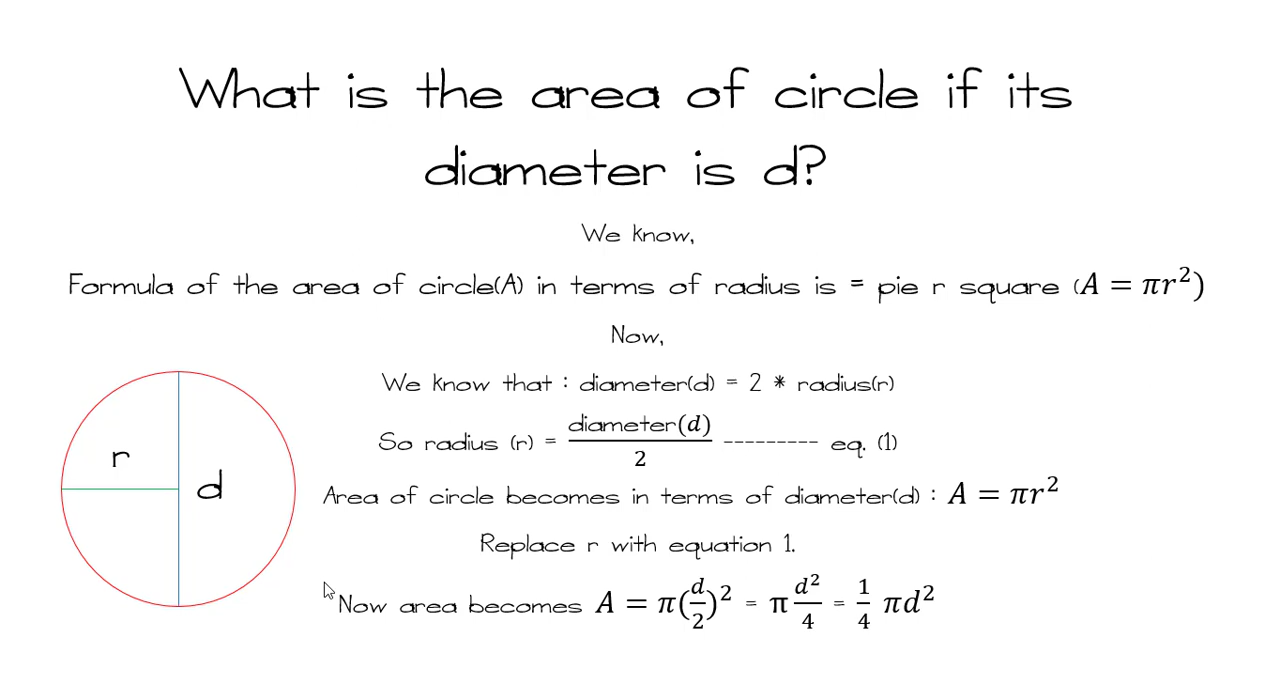 What is the area of circle if its
diameter is d?
We know,
Formula of the area of circle(A) in terms of radius is = pie r square (A = πr²)
Now,
We know that : diameter(d) = 2 * radius(r)
So radius (r) = diameter(d)/2 --------- eq. (1)
Area of circle becomes in terms of diameter(d) : A = πr²
Replace r with equation 1.
Now area becomes A = π(d/2)² = π d²/4 = 1/4 πd²
r
d